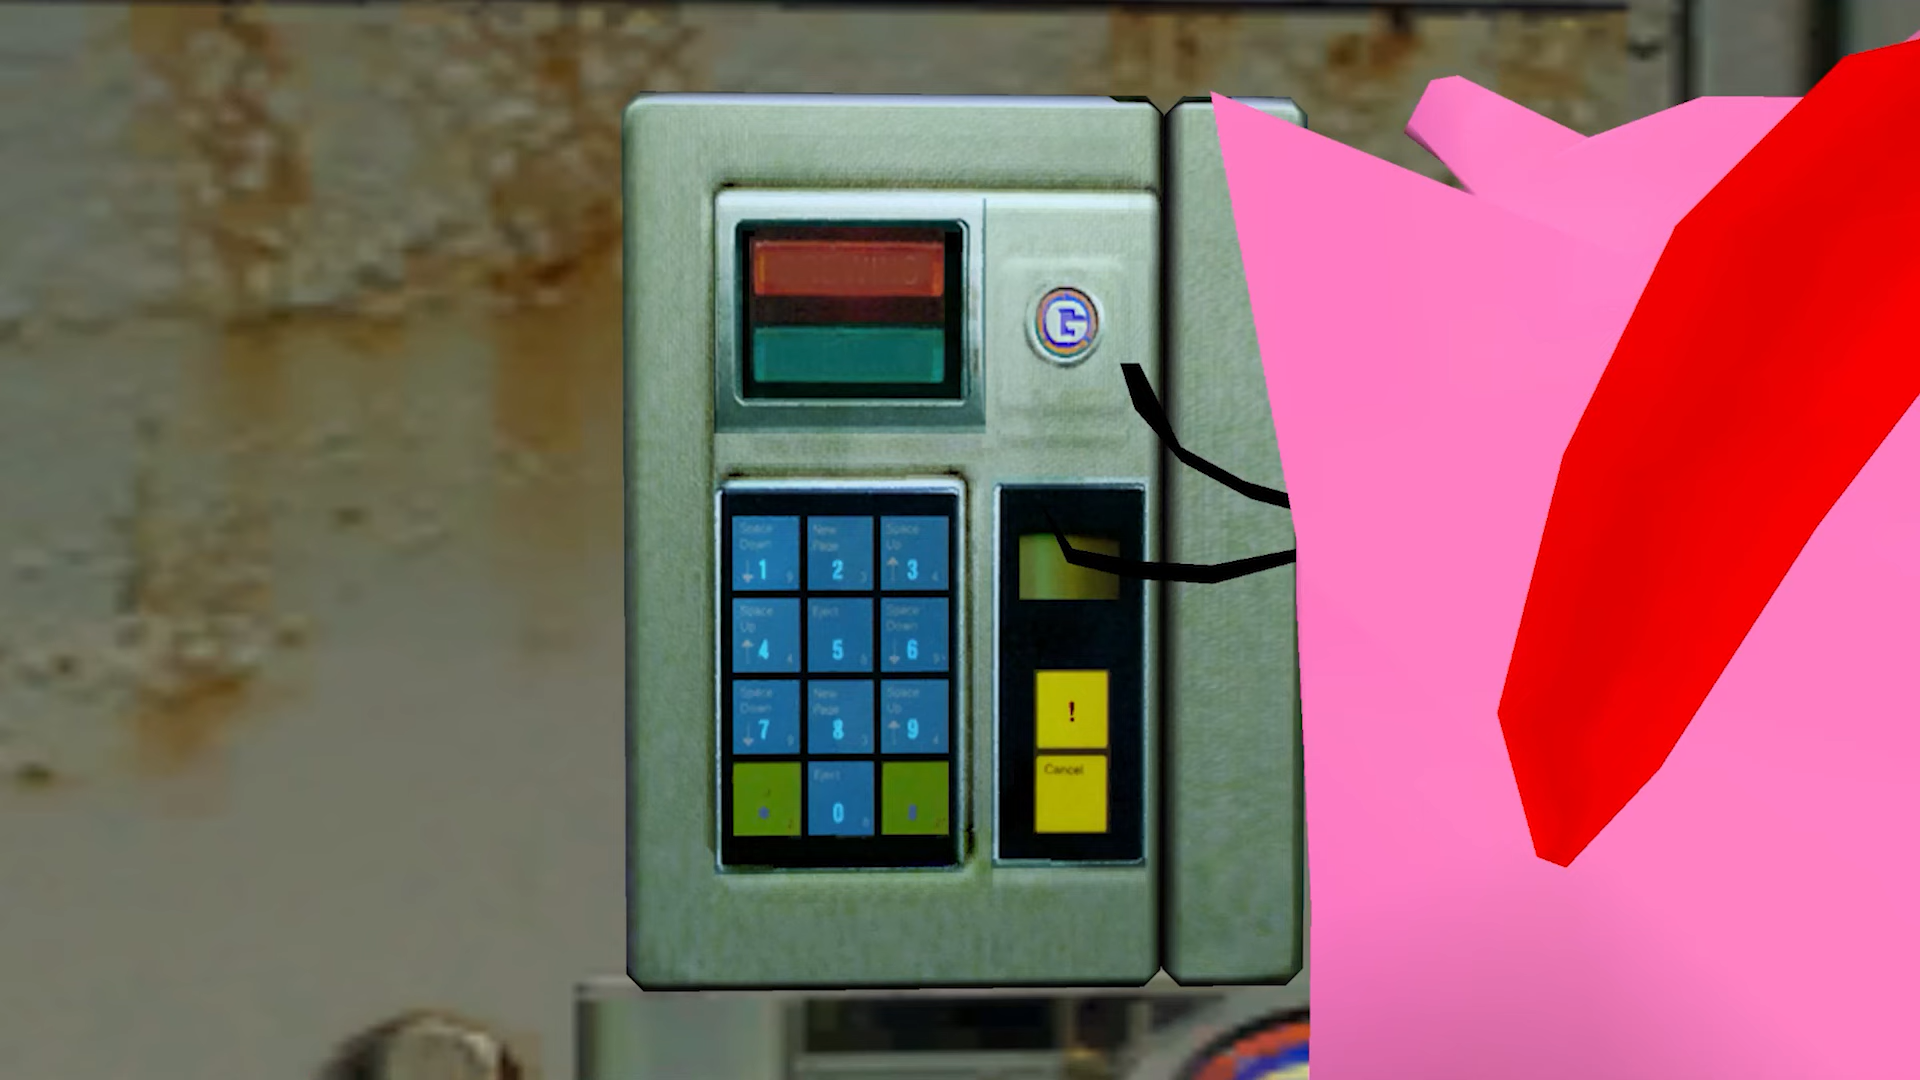 G
Space Down
New Page
Space Up
↓1
2
↑3
Space Up
Eject
Space Down
↑4
5
↓6
Space Down
New Page
Space Up
↓7
8
↑9
Eject
*
0
!
Cancel